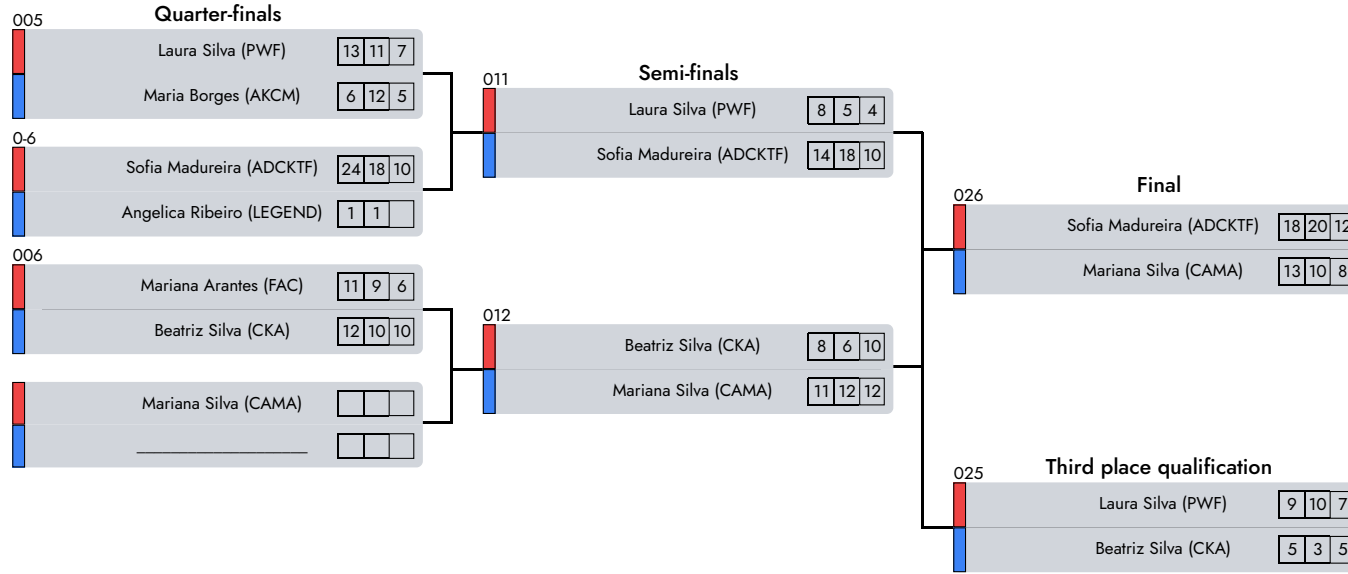 Quarter-finals
005
Laura Silva (PWF) 13 11 7
Maria Borges (AKCM) 6 12 5
0-6
Sofia Madureira (ADCKTF) 24 18 10
Angelica Ribeiro (LEGEND) 1 1
006
Mariana Arantes (FAC) 11 9 6
Beatriz Silva (CKA) 12 10 10
Mariana Silva (CAMA)
Semi-finals
011
Laura Silva (PWF) 8 5 4
Sofia Madureira (ADCKTF) 14 18 10
012
Beatriz Silva (CKA) 8 6 10
Mariana Silva (CAMA) 11 12 12
Final
026
Sofia Madureira (ADCKTF) 18 20 12
Mariana Silva (CAMA) 13 10 8
Third place qualification
025
Laura Silva (PWF) 9 10 7
Beatriz Silva (CKA) 5 3 5